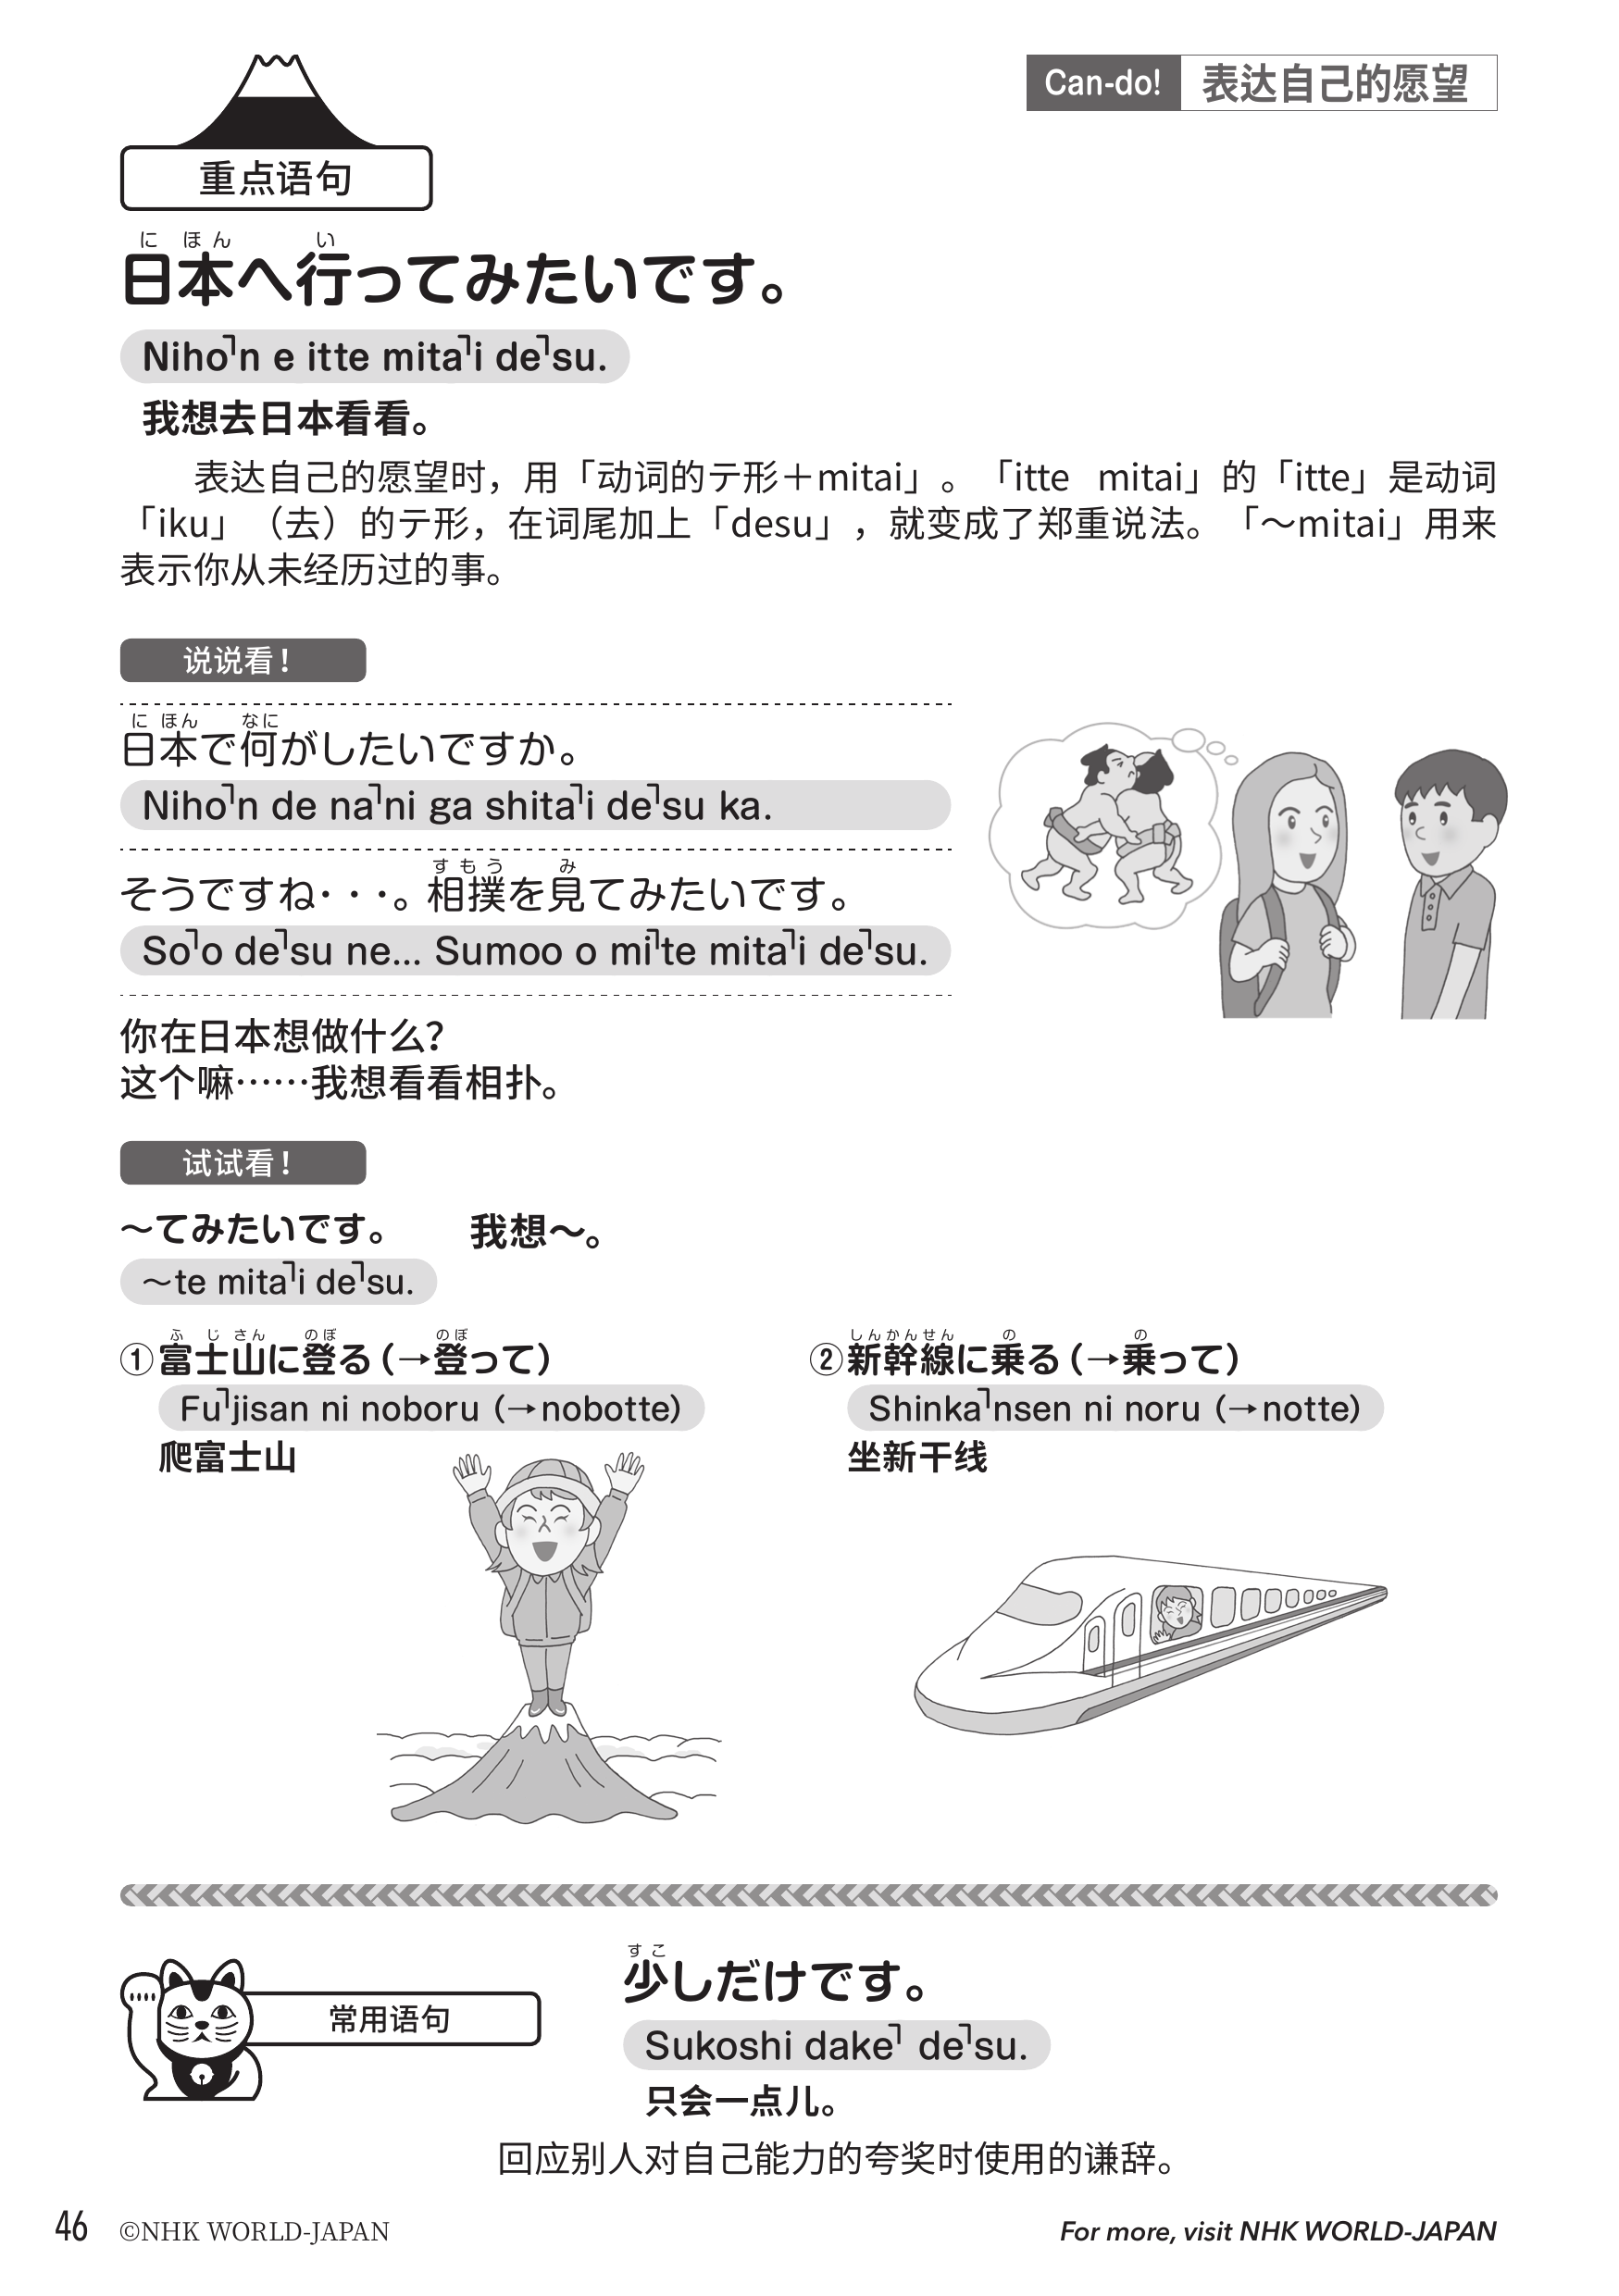 Can-do! 表达自己的愿望
重点语句
に ほん い
日本へ行ってみたいです。
Niho˥n e itte mita˥i de˥su.
我想去日本看看。
表达自己的愿望时，用「动词的テ形＋mitai」。「itte mitai」的「itte」是动词
「iku」（去）的テ形，在词尾加上「desu」，就变成了郑重说法。「～mitai」用来
表示你从未经历过的事。
说说看！
に ほん なに
日本で何がしたいですか。
Niho˥n de na˥ni ga shita˥i de˥su ka.
すもう み
そうですね・・・。相撲を見てみたいです。
So˥o de˥su ne... Sumoo o mi˥te mita˥i de˥su.
你在日本想做什么？
这个嘛……我想看看相扑。
试试看！
～てみたいです。 我想～。
～te mita˥i de˥su.
ふ じ さん のぼ のぼ
①富士山に登る（→登って）
Fu˥jisan ni noboru (→nobotte)
爬富士山
しんかんせん の の
②新幹線に乗る（→乗って）
Shinka˥nsen ni noru (→notte)
坐新干线
常用语句
すこ
少しだけです。
Sukoshi dake˥ de˥su.
只会一点儿。
回应别人对自己能力的夸奖时使用的谦辞。
46 ©NHK WORLD-JAPAN For more, visit NHK WORLD-JAPAN